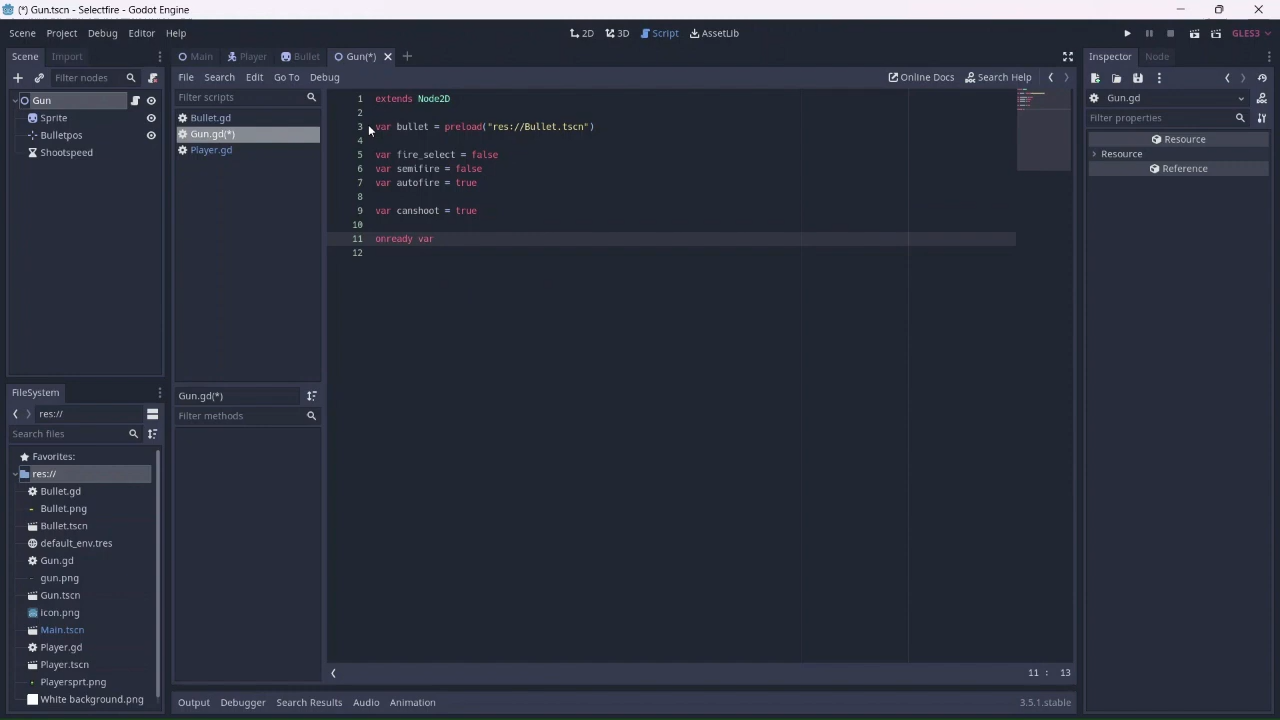 (*) Gun.tscn - Selectfire - Godot Engine
Scene Project Debug Editor Help
2D 3D Script AssetLib
GLES3
Scene Import
Main Player Bullet Gun(*)
Inspector Node
Filter nodes
File Search Edit Go To Debug
Online Docs Search Help
Gun
Sprite
Bulletpos
Shootspeed
Filter scripts
Bullet.gd
Gun.gd(*)
Player.gd
Gun.gd(*)
Filter methods
1 extends Node2D
2
3 var bullet = preload("res://Bullet.tscn")
4
5 var fire_select = false
6 var semifire = false
7 var autofire = true
8
9 var canshoot = true
10
11 onready var
12
11 : 13
Gun.gd
Filter properties
Resource
Resource
Reference
FileSystem
res://
Search files
Favorites:
res://
Bullet.gd
Bullet.png
Bullet.tscn
default_env.tres
Gun.gd
gun.png
Gun.tscn
icon.png
Main.tscn
Player.gd
Player.tscn
Playersprt.png
White background.png
Output Debugger Search Results Audio Animation
3.5.1.stable